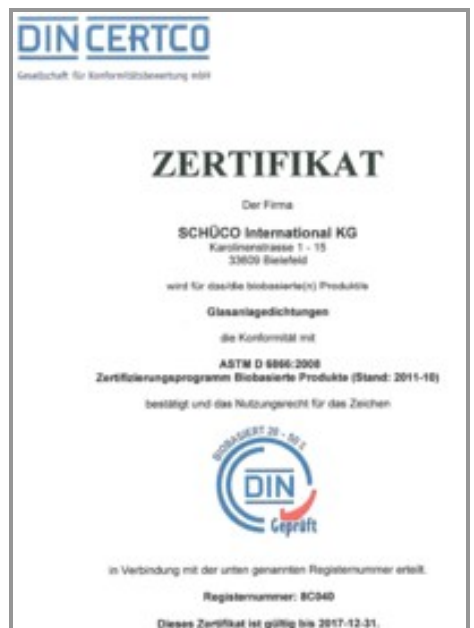 DIN CERTCO
Gesellschaft für Konformitätsbewertung mbH
ZERTIFIKAT
Der Firma
SCHÜCO International KG
Karolinenstrasse 1 - 15
33609 Bielefeld
wird für das/die biobasierte(n) Produkt/e
Glasanlagedichtungen
die Konformität mit
ASTM D 6866:2008
Zertifizierungsprogramm Biobasierte Produkte (Stand: 2011-10)
bestätigt und das Nutzungsrecht für das Zeichen
BIOBASIERT 20 - 50 %
DIN
Geprüft
in Verbindung mit der unten genannten Registernummer erteilt.
Registernummer: 8C040
Dieses Zertifikat ist gültig bis 2017-12-31.